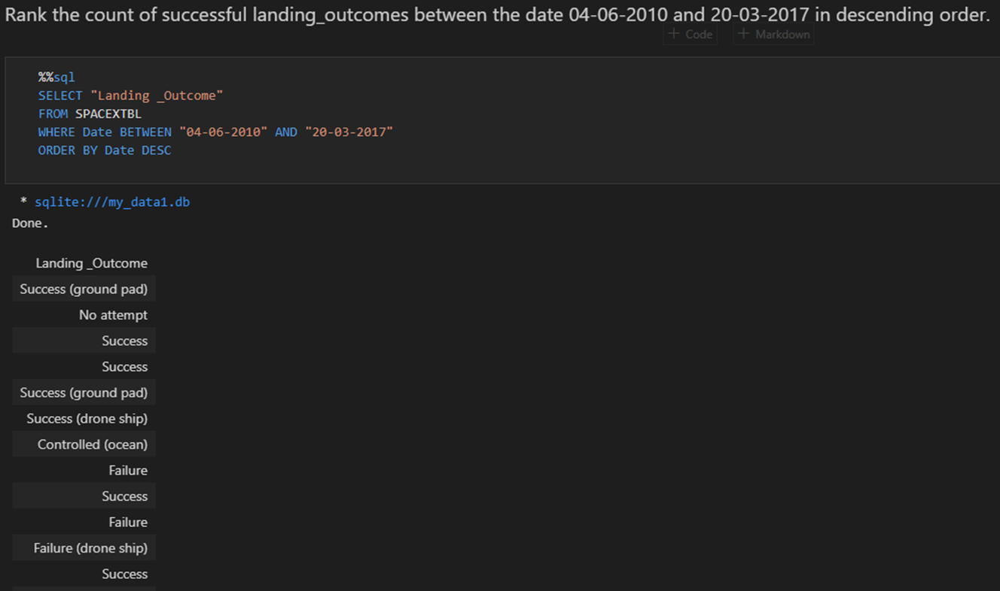 Rank the count of successful landing_outcomes between the date 04-06-2010 and 20-03-2017 in descending order.
+ Code + Markdown
%%sql
SELECT "Landing _Outcome"
FROM SPACEXTBL
WHERE Date BETWEEN "04-06-2010" AND "20-03-2017"
ORDER BY Date DESC
* sqlite:///my_data1.db
Done.
Landing _Outcome
Success (ground pad)
No attempt
Success
Success
Success (ground pad)
Success (drone ship)
Controlled (ocean)
Failure
Success
Failure
Failure (drone ship)
Success